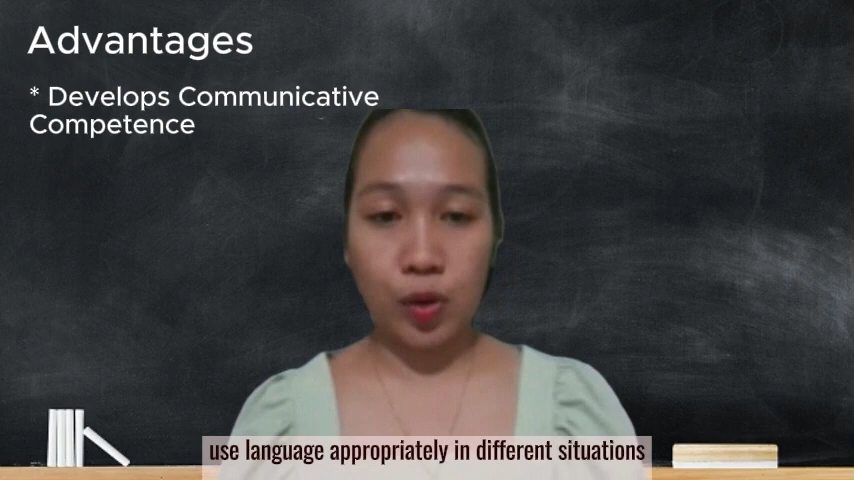 Advantages
* Develops Communicative
Competence
use language appropriately in different situations